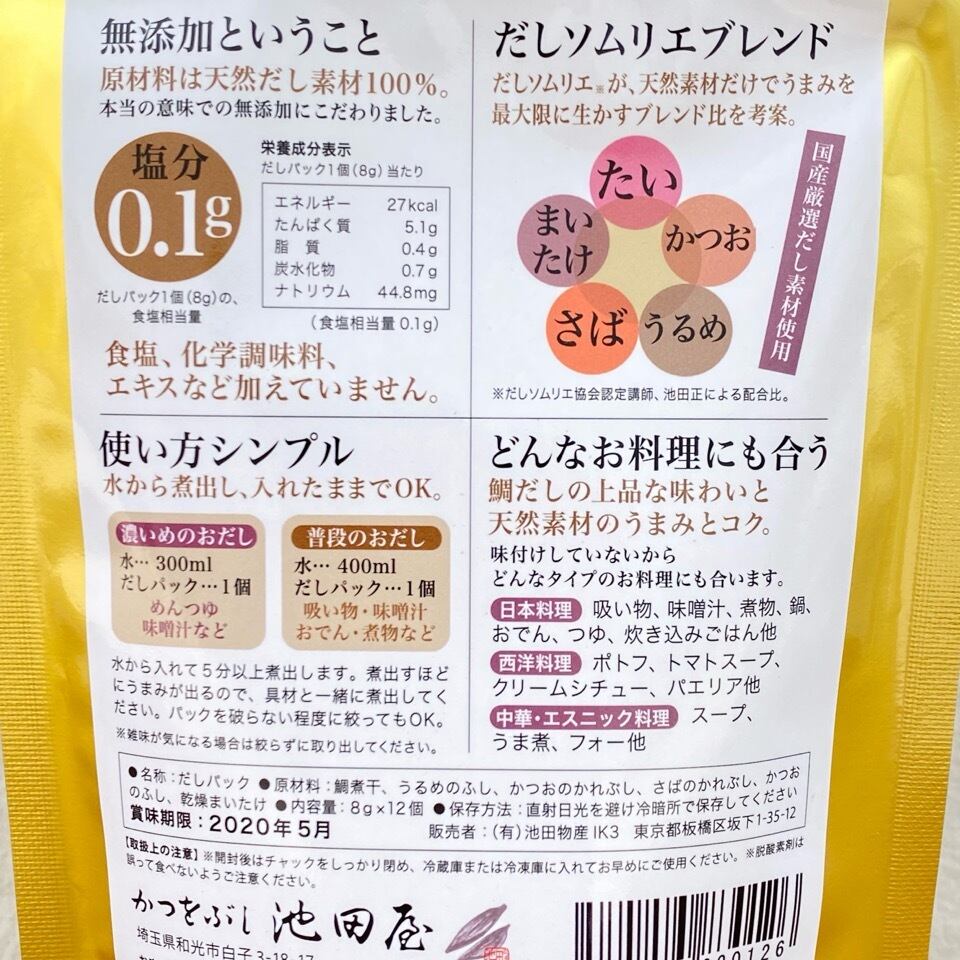 無添加ということ
原材料は天然だし素材100%。
本当の意味での無添加にこだわりました。
塩分
0.1g
だしパック1個(8g)の、
食塩相当量
栄養成分表示
だしパック1個(8g)当たり
エネルギー 27kcal
たんぱく質 5.1g
脂 質 0.4g
炭水化物 0.7g
ナトリウム 44.8mg
(食塩相当量 0.1g)
食塩、化学調味料、
エキスなど加えていません。
だしソムリエブレンド
だしソムリエ※が、天然素材だけでうまみを
最大限に生かすブレンド比を考案。
たい
まい
たけ
かつお
さば
うるめ
国産厳選だし素材使用
※だしソムリエ協会認定講師、池田正による配合比。
使い方シンプル
水から煮出し、入れたままでOK。
濃いめのおだし
水… 300ml
だしパック…1個
めんつゆ
味噌汁など
普段のおだし
水… 400ml
だしパック…1個
吸い物・味噌汁
おでん・煮物など
水から入れて5分以上煮出します。煮出すほど
にうまみが出るので、具材と一緒に煮出してく
ださい。パックを破らない程度に絞ってもOK。
※雑味が気になる場合は絞らずに取り出してください。
どんなお料理にも合う
鯛だしの上品な味わいと
天然素材のうまみとコク。
味付けしていないから
どんなタイプのお料理にも合います。
日本料理 吸い物、味噌汁、煮物、鍋、
おでん、つゆ、炊き込みごはん他
西洋料理 ポトフ、トマトスープ、
クリームシチュー、パエリア他
中華・エスニック料理 スープ、
うま煮、フォー他
●名称:だしパック ●原材料:鯛煮干、うるめのふし、かつおのかれぶし、さばのかれぶし、かつお
のふし、乾燥まいたけ ●内容量:8g×12個 ●保存方法:直射日光を避け冷暗所で保存してください
賞味期限:2020年5月 販売者:(有)池田物産 IK3 東京都板橋区坂下1-35-12
【取扱上の注意】※開封後はチャックをしっかり閉め、冷蔵庫または冷凍庫に入れてお早めにご使用ください。※脱酸素剤は
誤って食べないようご注意ください。
かつをぶし 池田屋
埼玉県和光市白子3-18-17